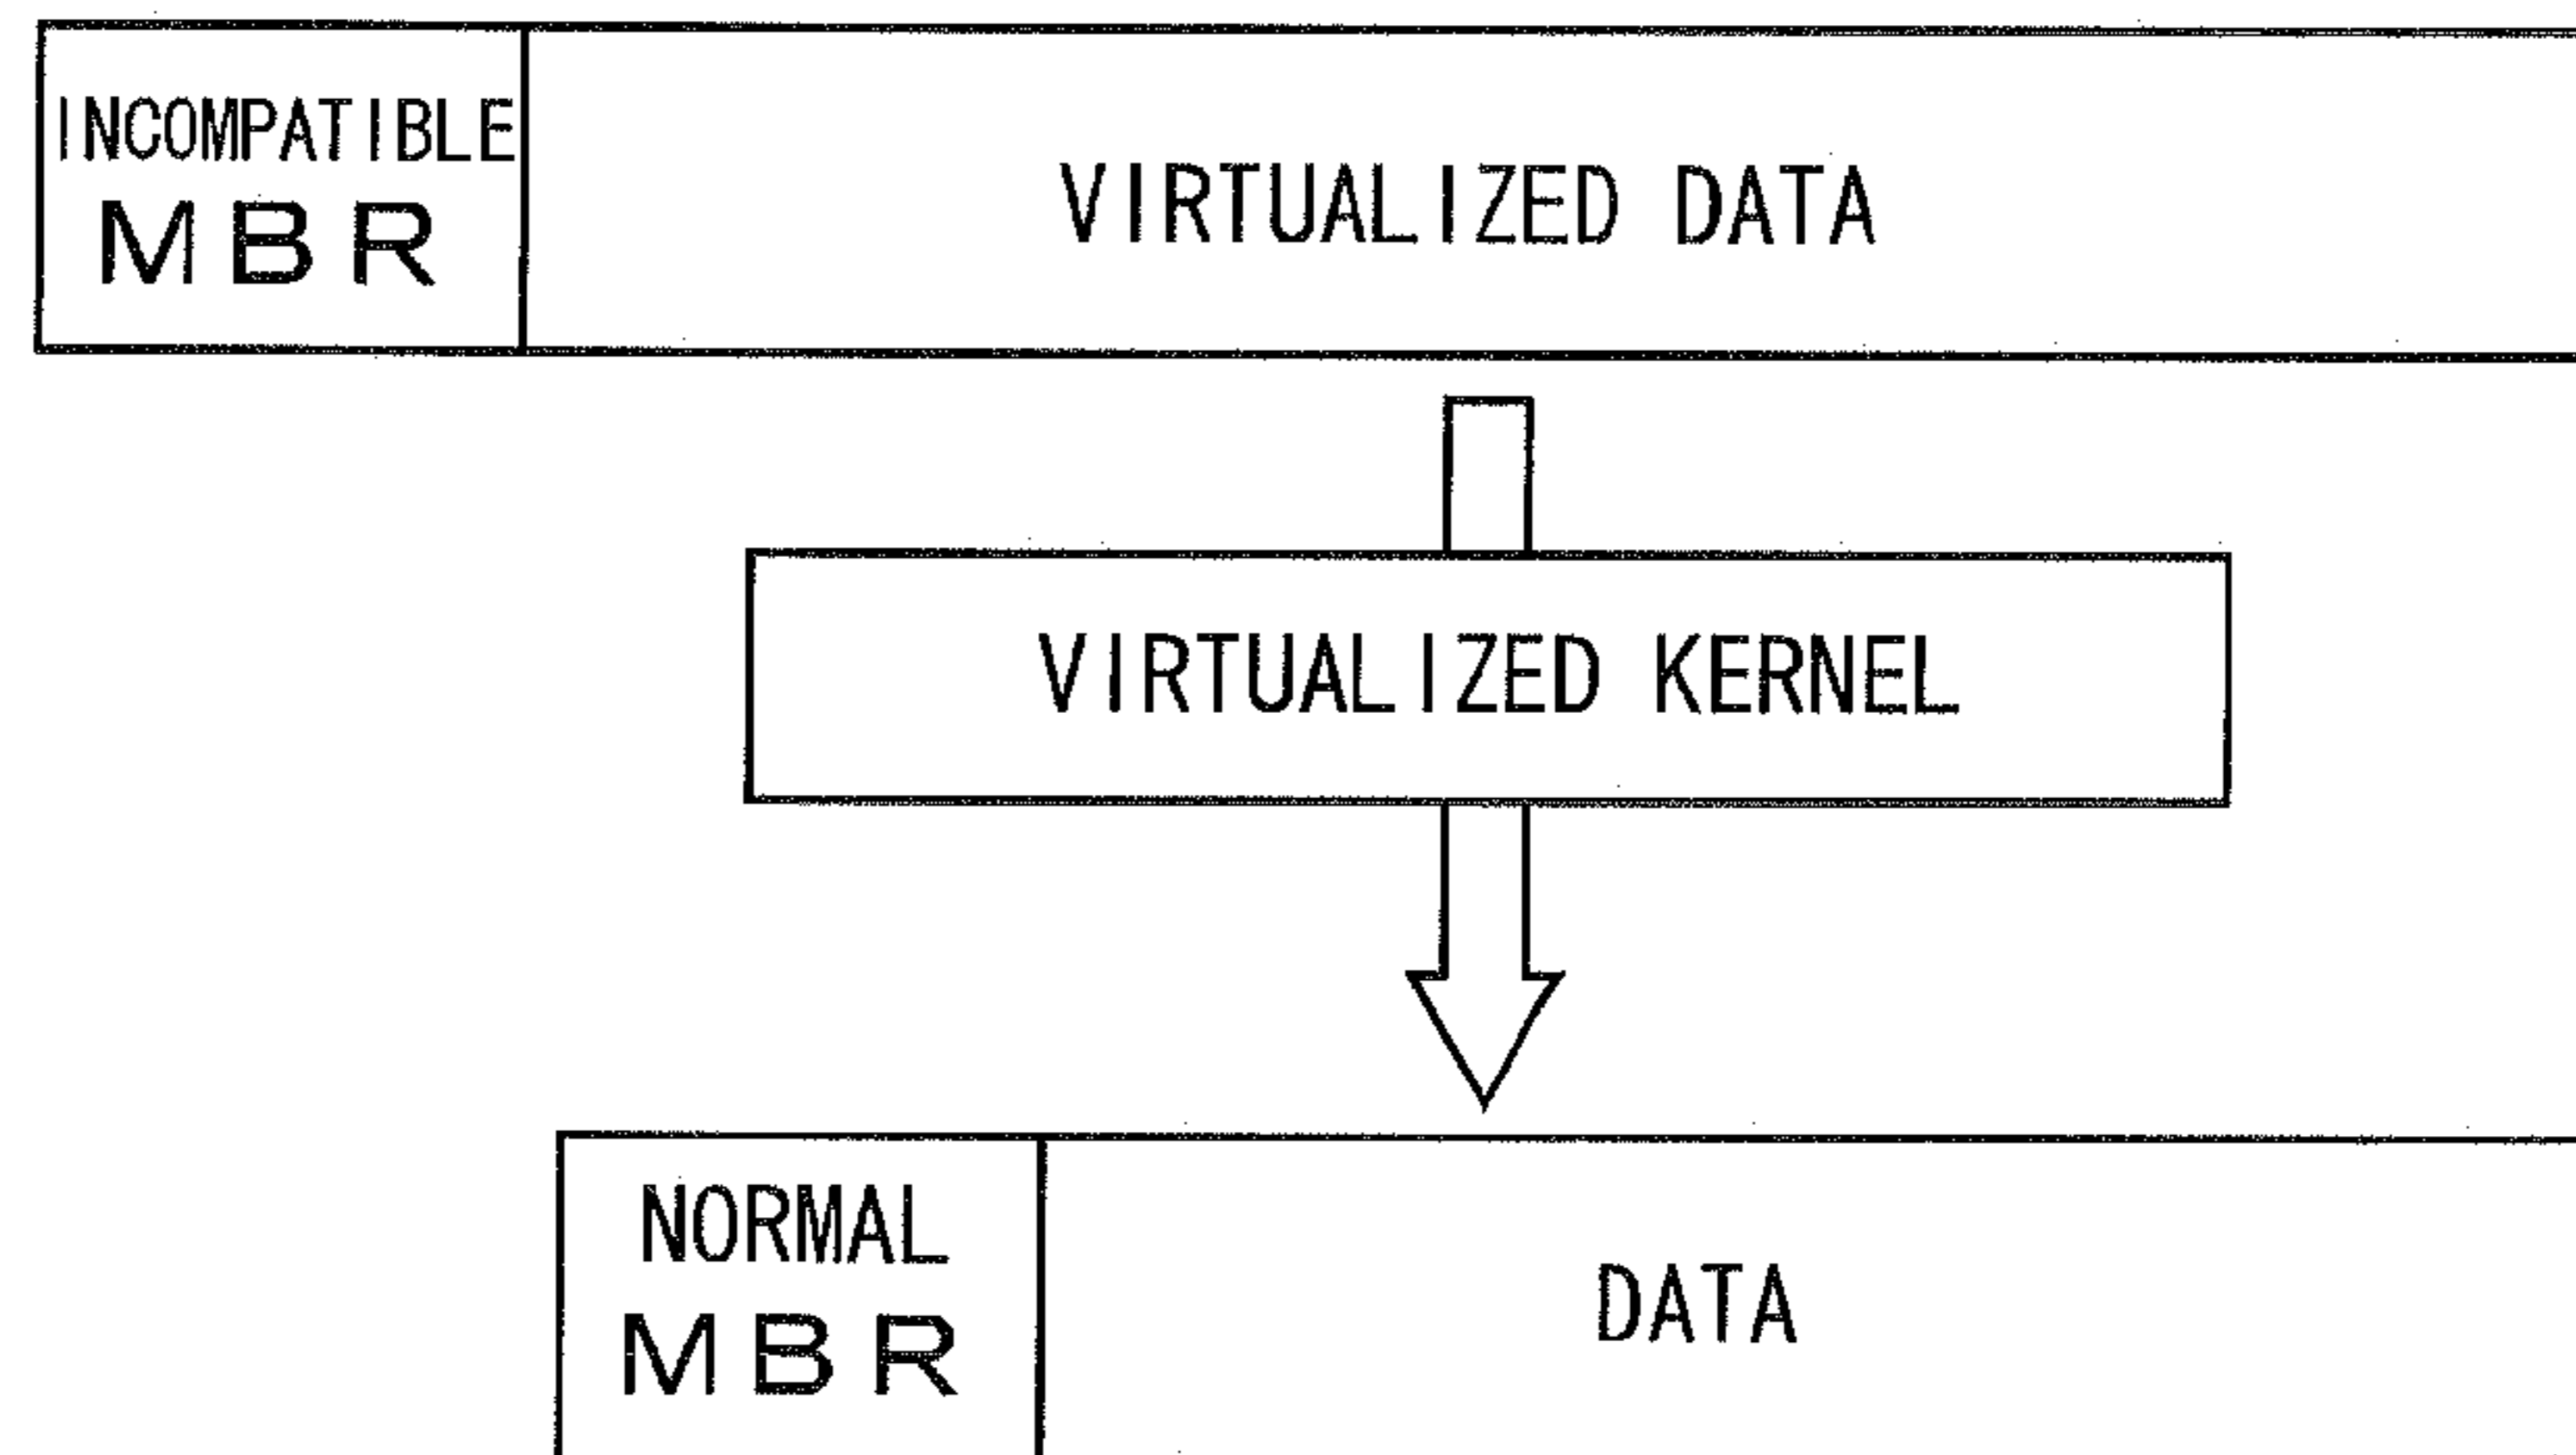 INCOMPATIBLE
MBR
VIRTUALIZED DATA
VIRTUALIZED KERNEL
NORMAL
MBR
DATA